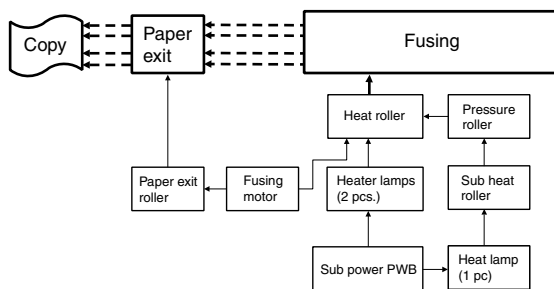 Copy
Paper
exit
Fusing
Heat roller
Pressure
roller
Paper exit
roller
Fusing
motor
Heater lamps
(2 pcs.)
Sub heat
roller
Sub power PWB
Heat lamp
(1 pc)